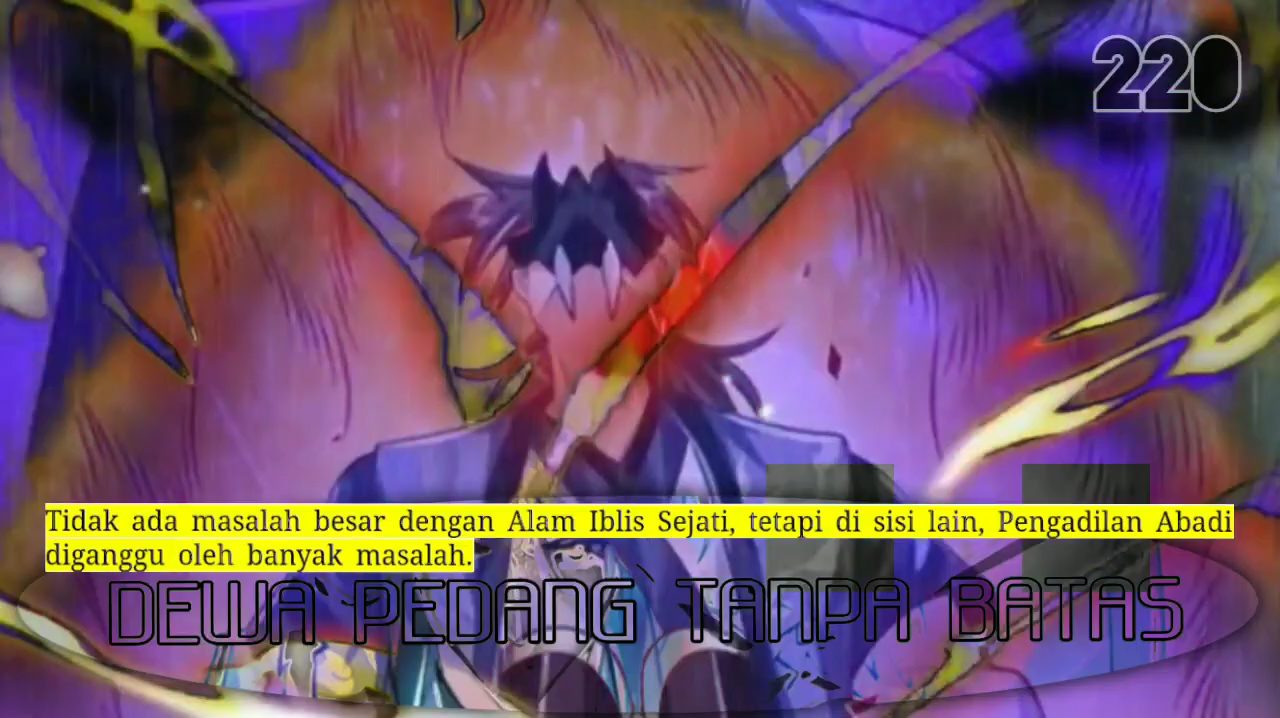 220
Tidak ada masalah besar dengan Alam Iblis Sejati, tetapi di sisi lain, Pengadilan Abadi
diganggu oleh banyak masalah.
DEWA PEDANG TANPA BATAS